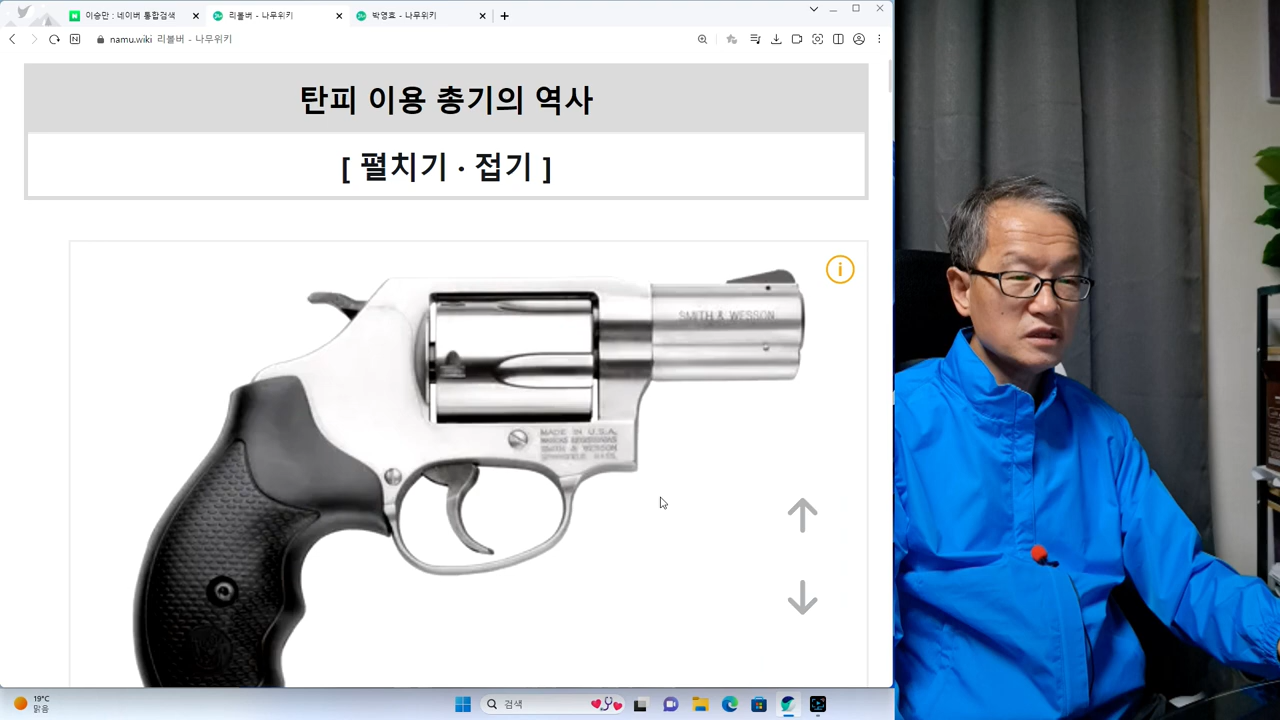 이승만 : 네이버 통합검색
리볼버 - 나무위키
박영효 - 나무위키
namu.wiki 리볼버 - 나무위키
탄피 이용 총기의 역사
[ 펼치기 · 접기 ]
SMITH & WESSON
MADE IN U.S.A.
SMITH & WESSON
19°C
맑음
검색